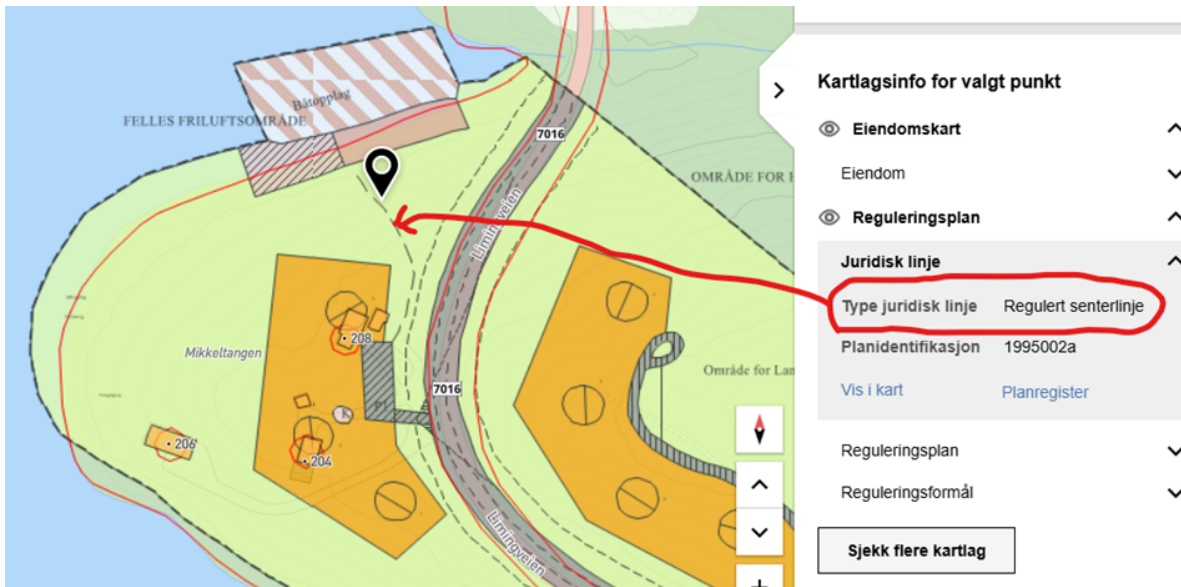 Båtopplag
FELLES FRILUFTSOMRÅDE
7016
OMRÅDE FOR
Limingveien
Mikkeltangen
208
7016
Område for Lan
K
206
204
Limingveien
Kartlagsinfo for valgt punkt
Eiendomskart
Eiendom
Reguleringsplan
Juridisk linje
Type juridisk linje Regulert senterlinje
Planidentifikasjon 1995002a
Vis i kart Planregister
Reguleringsplan
Reguleringsformål
Sjekk flere kartlag